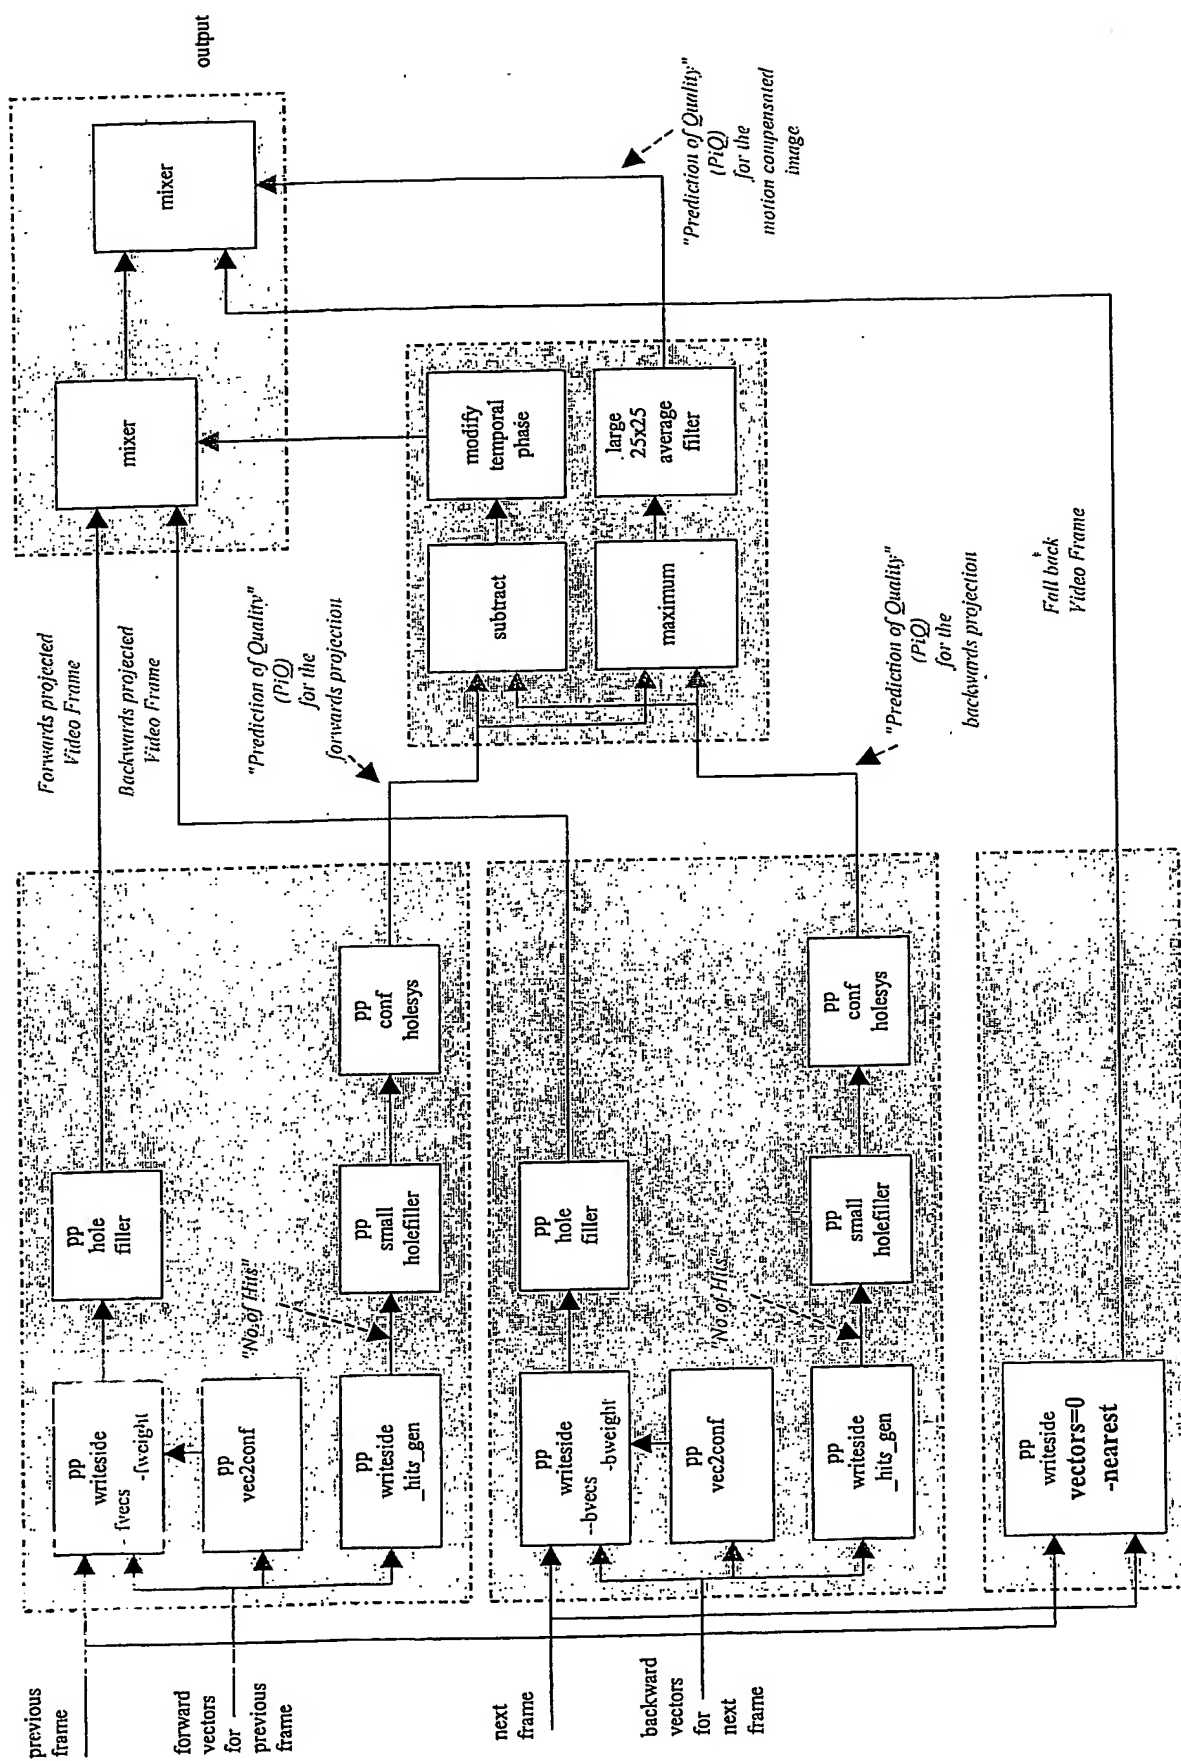 previous
frame
forward
vectors
for
previous
frame
next
frame
backward
vectors
for
next
frame
pp
writeside
-fvecs -fweight
pp
vec2conf
pp
writeside
_hits_gen
pp
hole
filler
"No.of Hits"
pp
small
holefiller
pp
conf
holesys
pp
writeside
--bvecs -bweight
pp
vec2conf
pp
writeside
_hits_gen
pp
hole
filler
"No.of Hits"
pp
small
holefiller
pp
conf
holesys
pp
writeside
vectors=0
-nearest
Forwards projected
Video Frame
Backwards projected
Video Frame
"Prediction of Quality"
(PiQ)
for the
forwards projection
subtract
modify
temporal
phase
maximum
large
25x25
average
filter
"Prediction of Quality"
(PiQ)
for the
backwards projection
Fall back
Video Frame
mixer
mixer
"Prediction of Quality"
(PiQ)
for the
motion compensnted
image
output